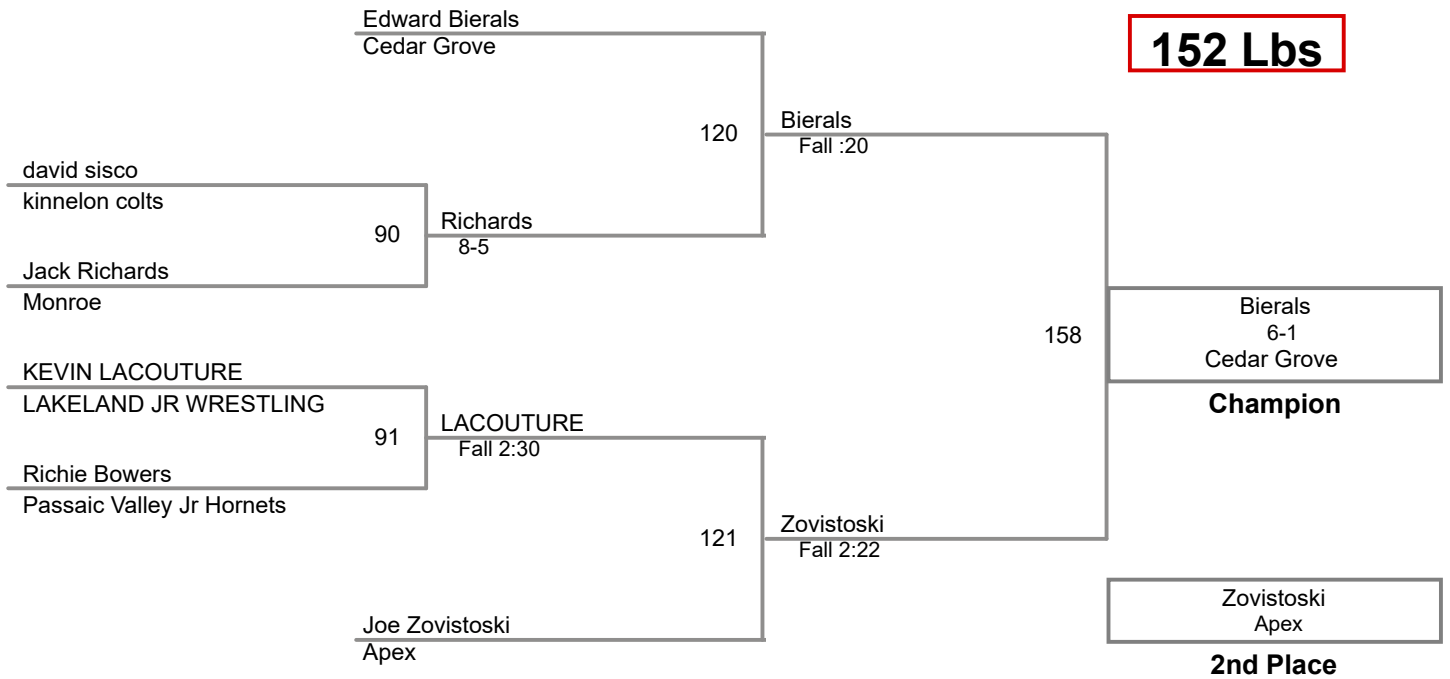 Edward Bierals
Cedar Grove
152 Lbs
120
Bierals
Fall :20
david sisco
kinnelon colts
90
Richards
8-5
Jack Richards
Monroe
158
Bierals
6-1
Cedar Grove
Champion
KEVIN LACOUTURE
LAKELAND JR WRESTLING
91
LACOUTURE
Fall 2:30
Richie Bowers
Passaic Valley Jr Hornets
121
Zovistoski
Fall 2:22
Joe Zovistoski
Apex
Zovistoski
Apex
2nd Place